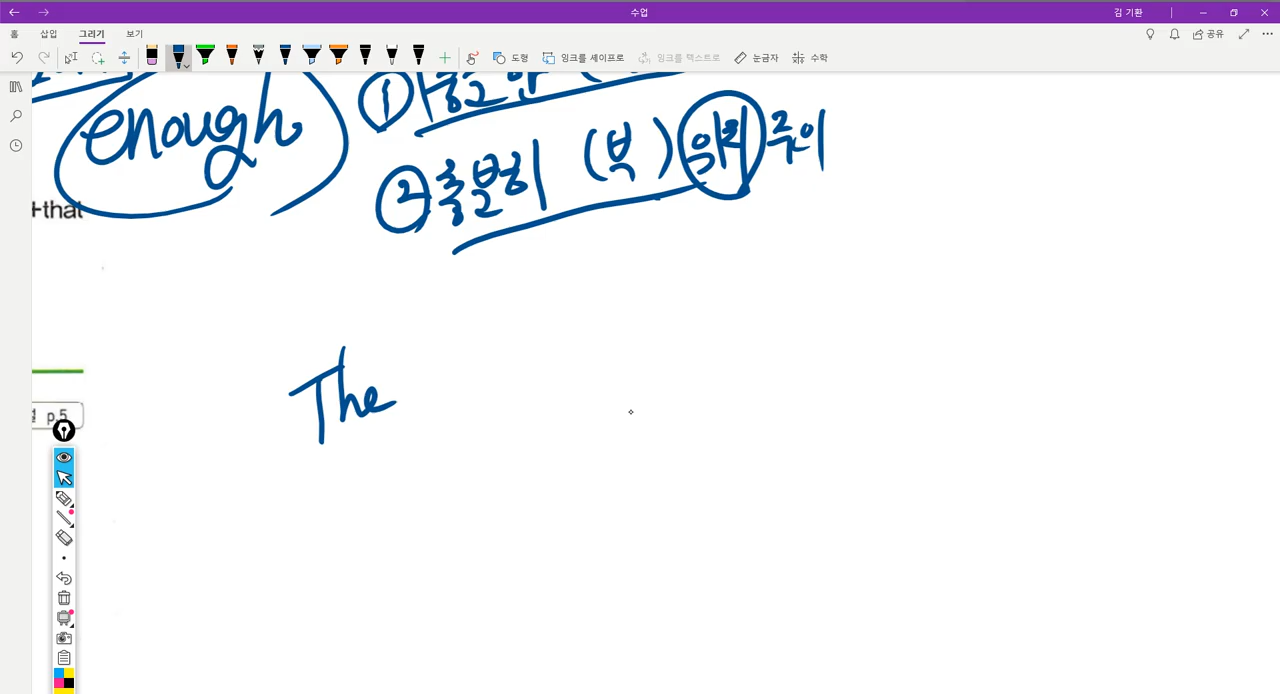 수업
김 기환
홈 삽입 그리기 보기
공유
도형 잉크를 셰이프로 잉크를 텍스트로 눈금자 수학
enough ①
② 충분히 (부) 위치 주의
+that
The
p.5